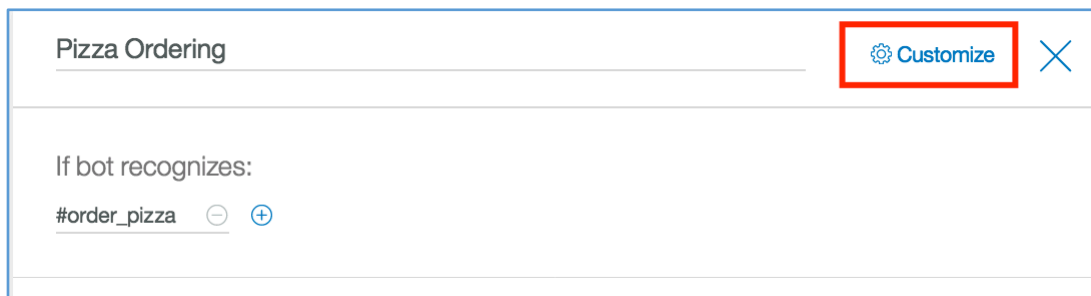 Pizza Ordering
Customize
If bot recognizes:
#order_pizza